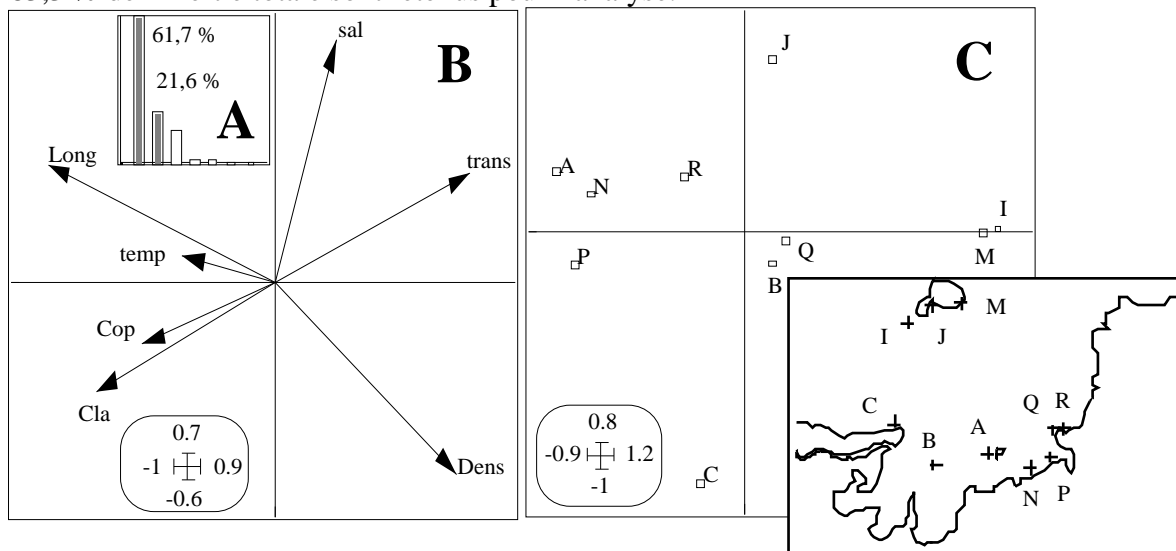 61,7 %
21,6 %
A
B
sal
trans
Long
temp
Cop
Cla
Dens
0.7
-1 0.9
-0.6
C
J
A
N
R
P
I
M
Q
B
C
0.8
-0.9 1.2
-1
M
I J
C
B
A
Q R
N P